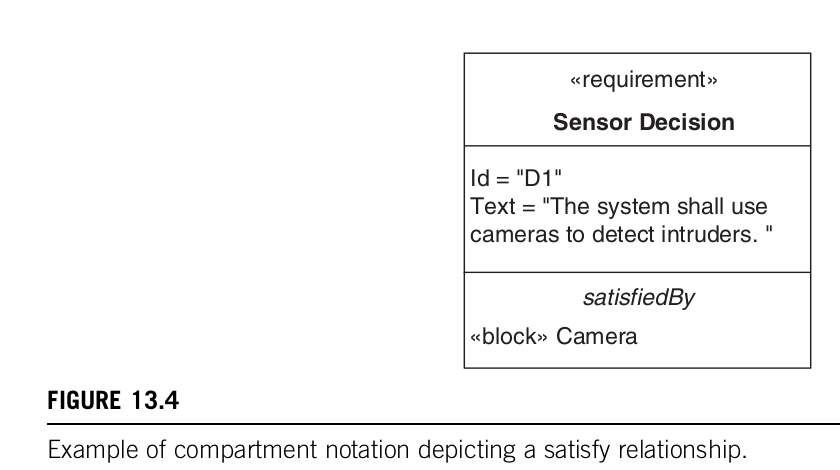 «requirement»
Sensor Decision
Id = "D1"
Text = "The system shall use
cameras to detect intruders. "
satisfiedBy
«block» Camera
FIGURE 13.4
Example of compartment notation depicting a satisfy relationship.